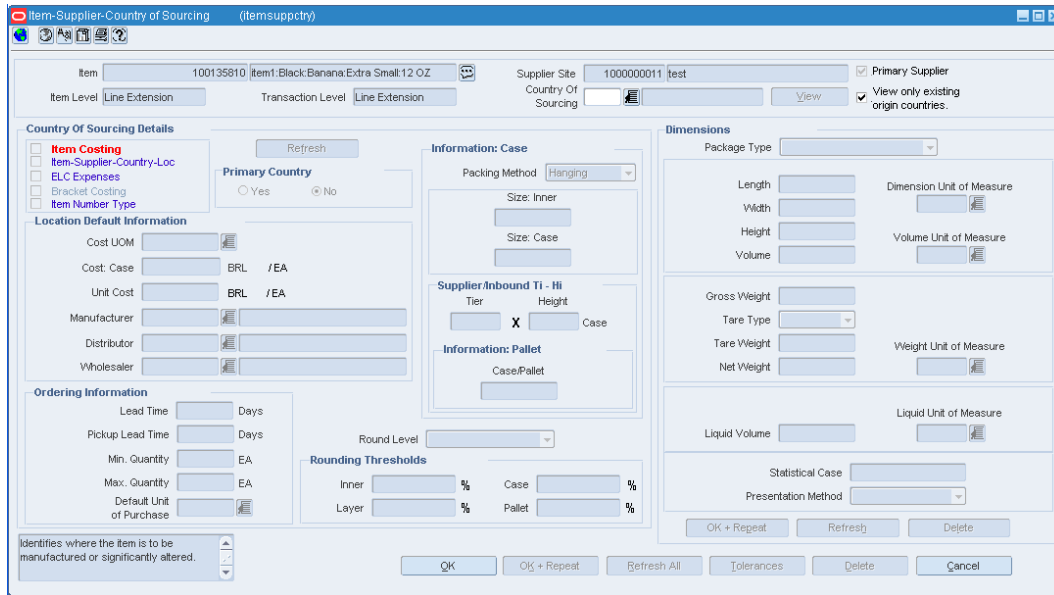 Item-Supplier-Country of Sourcing (itemsuppctry)
Item 100135810 item1:Black:Banana:Extra Small:12 OZ Supplier Site 1000000011 test Primary Supplier
Item Level Line Extension Transaction Level Line Extension Country Of Sourcing View View only existing origin countries.
Country Of Sourcing Details
Item Costing
Item-Supplier-Country-Loc
ELC Expenses
Bracket Costing
Item Number Type
Refresh
Primary Country
Yes No
Location Default Information
Cost UOM
Cost: Case BRL / EA
Unit Cost BRL / EA
Manufacturer
Distributor
Wholesaler
Ordering Information
Lead Time Days
Pickup Lead Time Days
Min. Quantity EA
Max. Quantity EA
Default Unit
of Purchase
Information: Case
Packing Method Hanging
Size: Inner
Size: Case
Supplier/Inbound Ti - Hi
Tier Height
X Case
Information: Pallet
Case/Pallet
Round Level
Rounding Thresholds
Inner % Case %
Layer % Pallet %
Dimensions
Package Type
Length Dimension Unit of Measure
Width
Height Volume Unit of Measure
Volume
Gross Weight
Tare Type
Tare Weight Weight Unit of Measure
Net Weight
Liquid Unit of Measure
Liquid Volume
Statistical Case
Presentation Method
OK + Repeat Refresh Delete
Identifies where the item is to be
manufactured or significantly altered.
OK OK + Repeat Refresh All Tolerances Delete Cancel